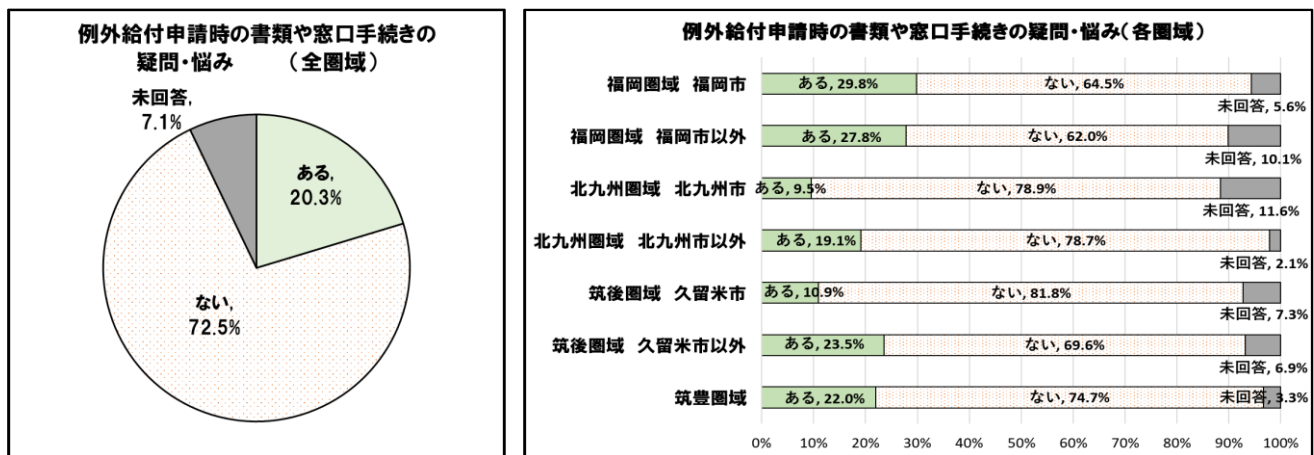 例外給付申請時の書類や窓口手続きの
疑問・悩み （全圏域）
未回答,
7.1%
ある,
20.3%
ない,
72.5%
例外給付申請時の書類や窓口手続きの疑問・悩み（各圏域）
福岡圏域 福岡市
ある, 29.8%
ない, 64.5%
未回答, 5.6%
福岡圏域 福岡市以外
ある, 27.8%
ない, 62.0%
未回答, 10.1%
北九州圏域 北九州市
ある, 9.5%
ない, 78.9%
未回答, 11.6%
北九州圏域 北九州市以外
ある, 19.1%
ない, 78.7%
未回答, 2.1%
筑後圏域 久留米市
ある, 10.9%
ない, 81.8%
未回答, 7.3%
筑後圏域 久留米市以外
ある, 23.5%
ない, 69.6%
未回答, 6.9%
筑豊圏域
ある, 22.0%
ない, 74.7%
未回答, 3.3%
0% 10% 20% 30% 40% 50% 60% 70% 80% 90% 100%